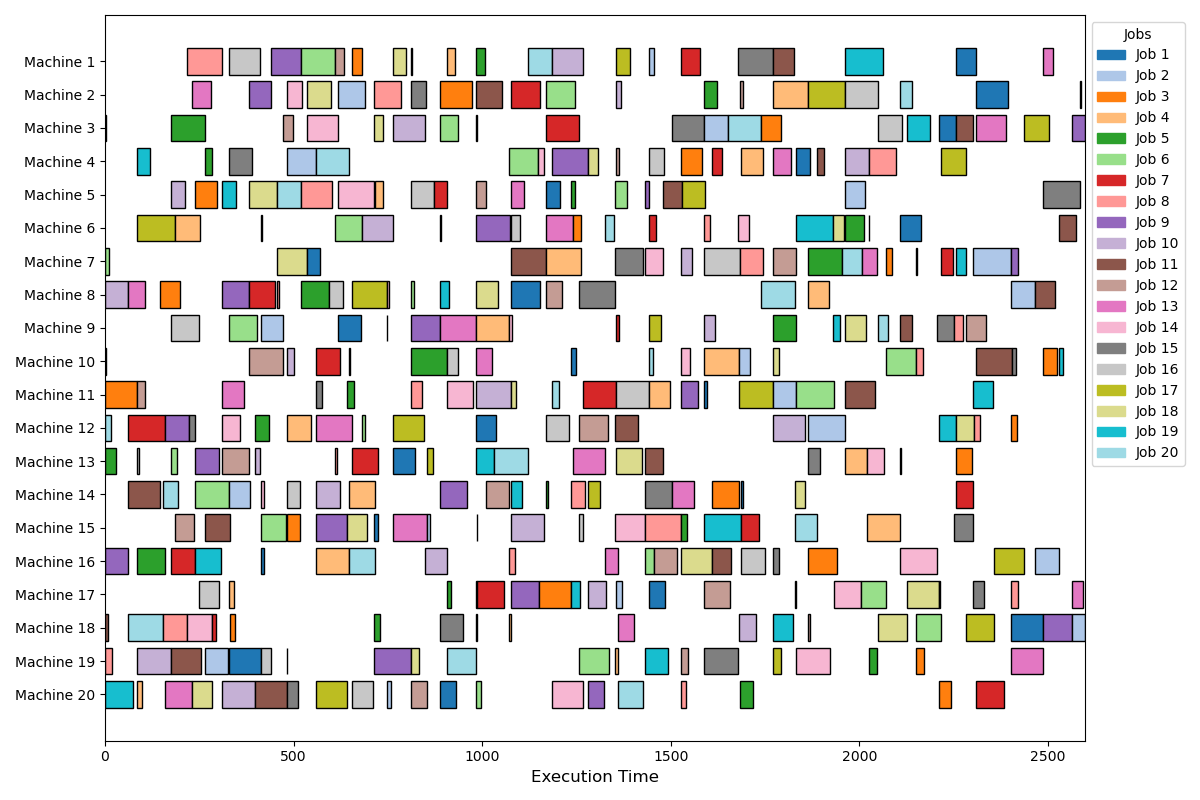 Machine 1
Machine 2
Machine 3
Machine 4
Machine 5
Machine 6
Machine 7
Machine 8
Machine 9
Machine 10
Machine 11
Machine 12
Machine 13
Machine 14
Machine 15
Machine 16
Machine 17
Machine 18
Machine 19
Machine 20
0 500 1000 1500 2000 2500
Execution Time
Jobs
Job 1
Job 2
Job 3
Job 4
Job 5
Job 6
Job 7
Job 8
Job 9
Job 10
Job 11
Job 12
Job 13
Job 14
Job 15
Job 16
Job 17
Job 18
Job 19
Job 20